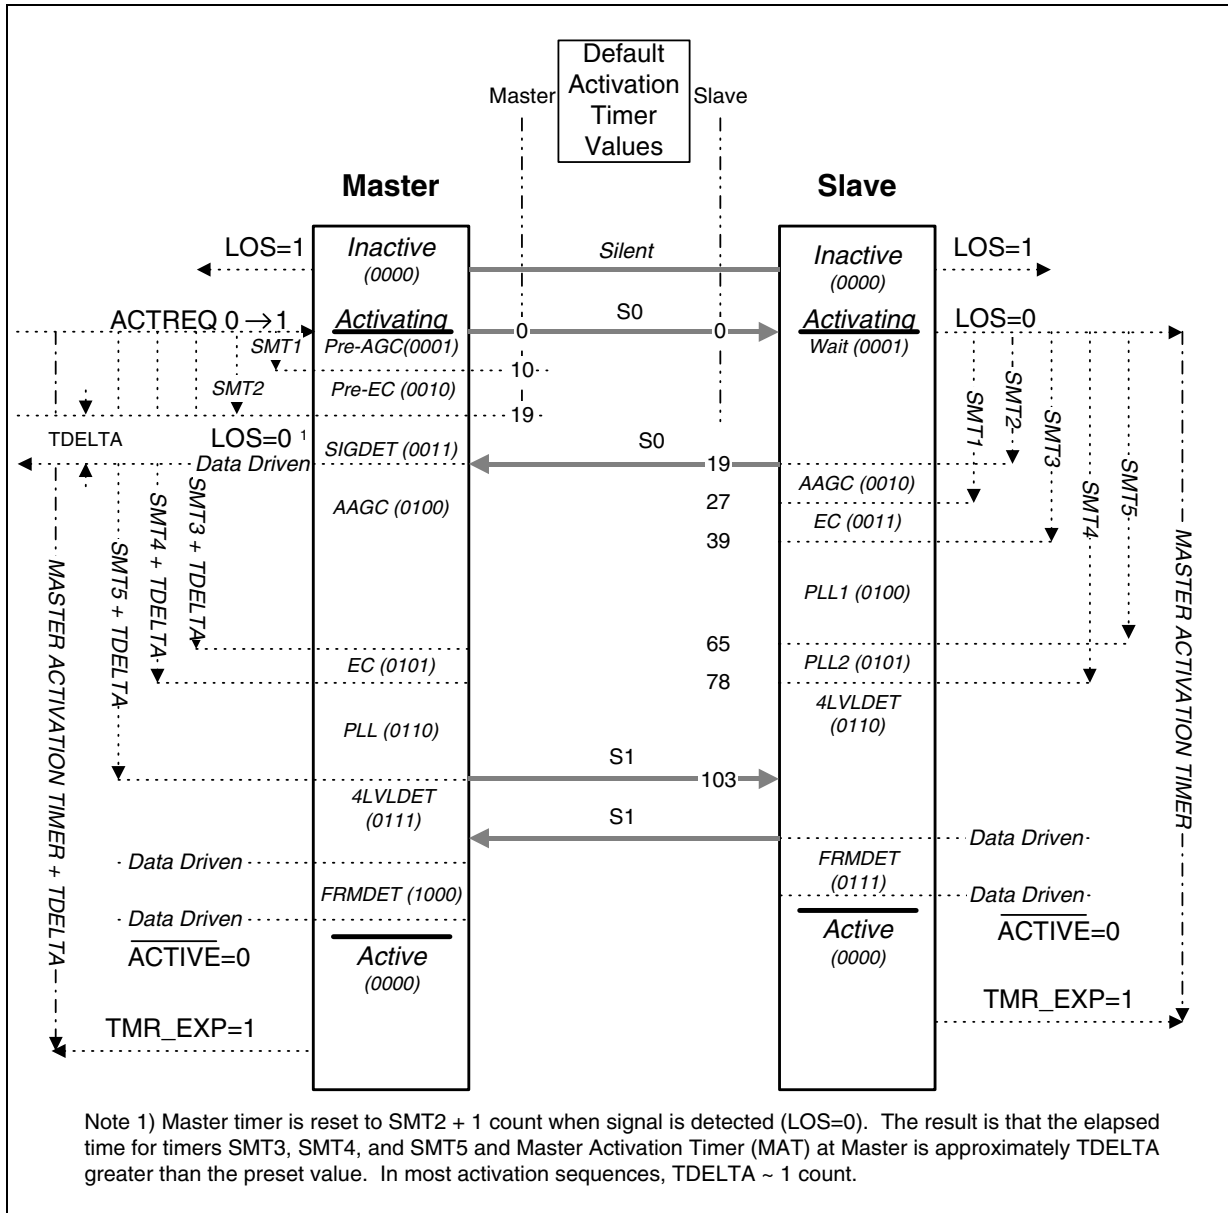 Default
Activation
Timer
Values
Master
Slave
Master
Slave
LOS=1
Inactive
(0000)
Silent
Inactive
(0000)
LOS=1
ACTREQ 0 → 1
Activating
Pre-AGC(0001)
S0
0
0
Activating
Wait (0001)
LOS=0
SMT1
10
SMT2
Pre-EC (0010)
19
TDELTA
LOS=0 1
Data Driven
SIGDET (0011)
S0
19
SMT1
SMT2
SMT3
SMT4
SMT5
MASTER ACTIVATION TIMER
AAGC (0010)
27
AAGC (0100)
EC (0011)
39
SMT3 + TDELTA
SMT4 + TDELTA
SMT5 + TDELTA
MASTER ACTIVATION TIMER + TDELTA
PLL1 (0100)
65
EC (0101)
PLL2 (0101)
78
4LVLDET
(0110)
PLL (0110)
S1
103
4LVLDET
(0111)
S1
Data Driven
Data Driven
FRMDET
(0111)
FRMDET (1000)
Data Driven
Data Driven
ACTIVE=0
Active
(0000)
Active
(0000)
ACTIVE=0
TMR_EXP=1
TMR_EXP=1
Note 1) Master timer is reset to SMT2 + 1 count when signal is detected (LOS=0). The result is that the elapsed
time for timers SMT3, SMT4, and SMT5 and Master Activation Timer (MAT) at Master is approximately TDELTA
greater than the preset value. In most activation sequences, TDELTA ~ 1 count.